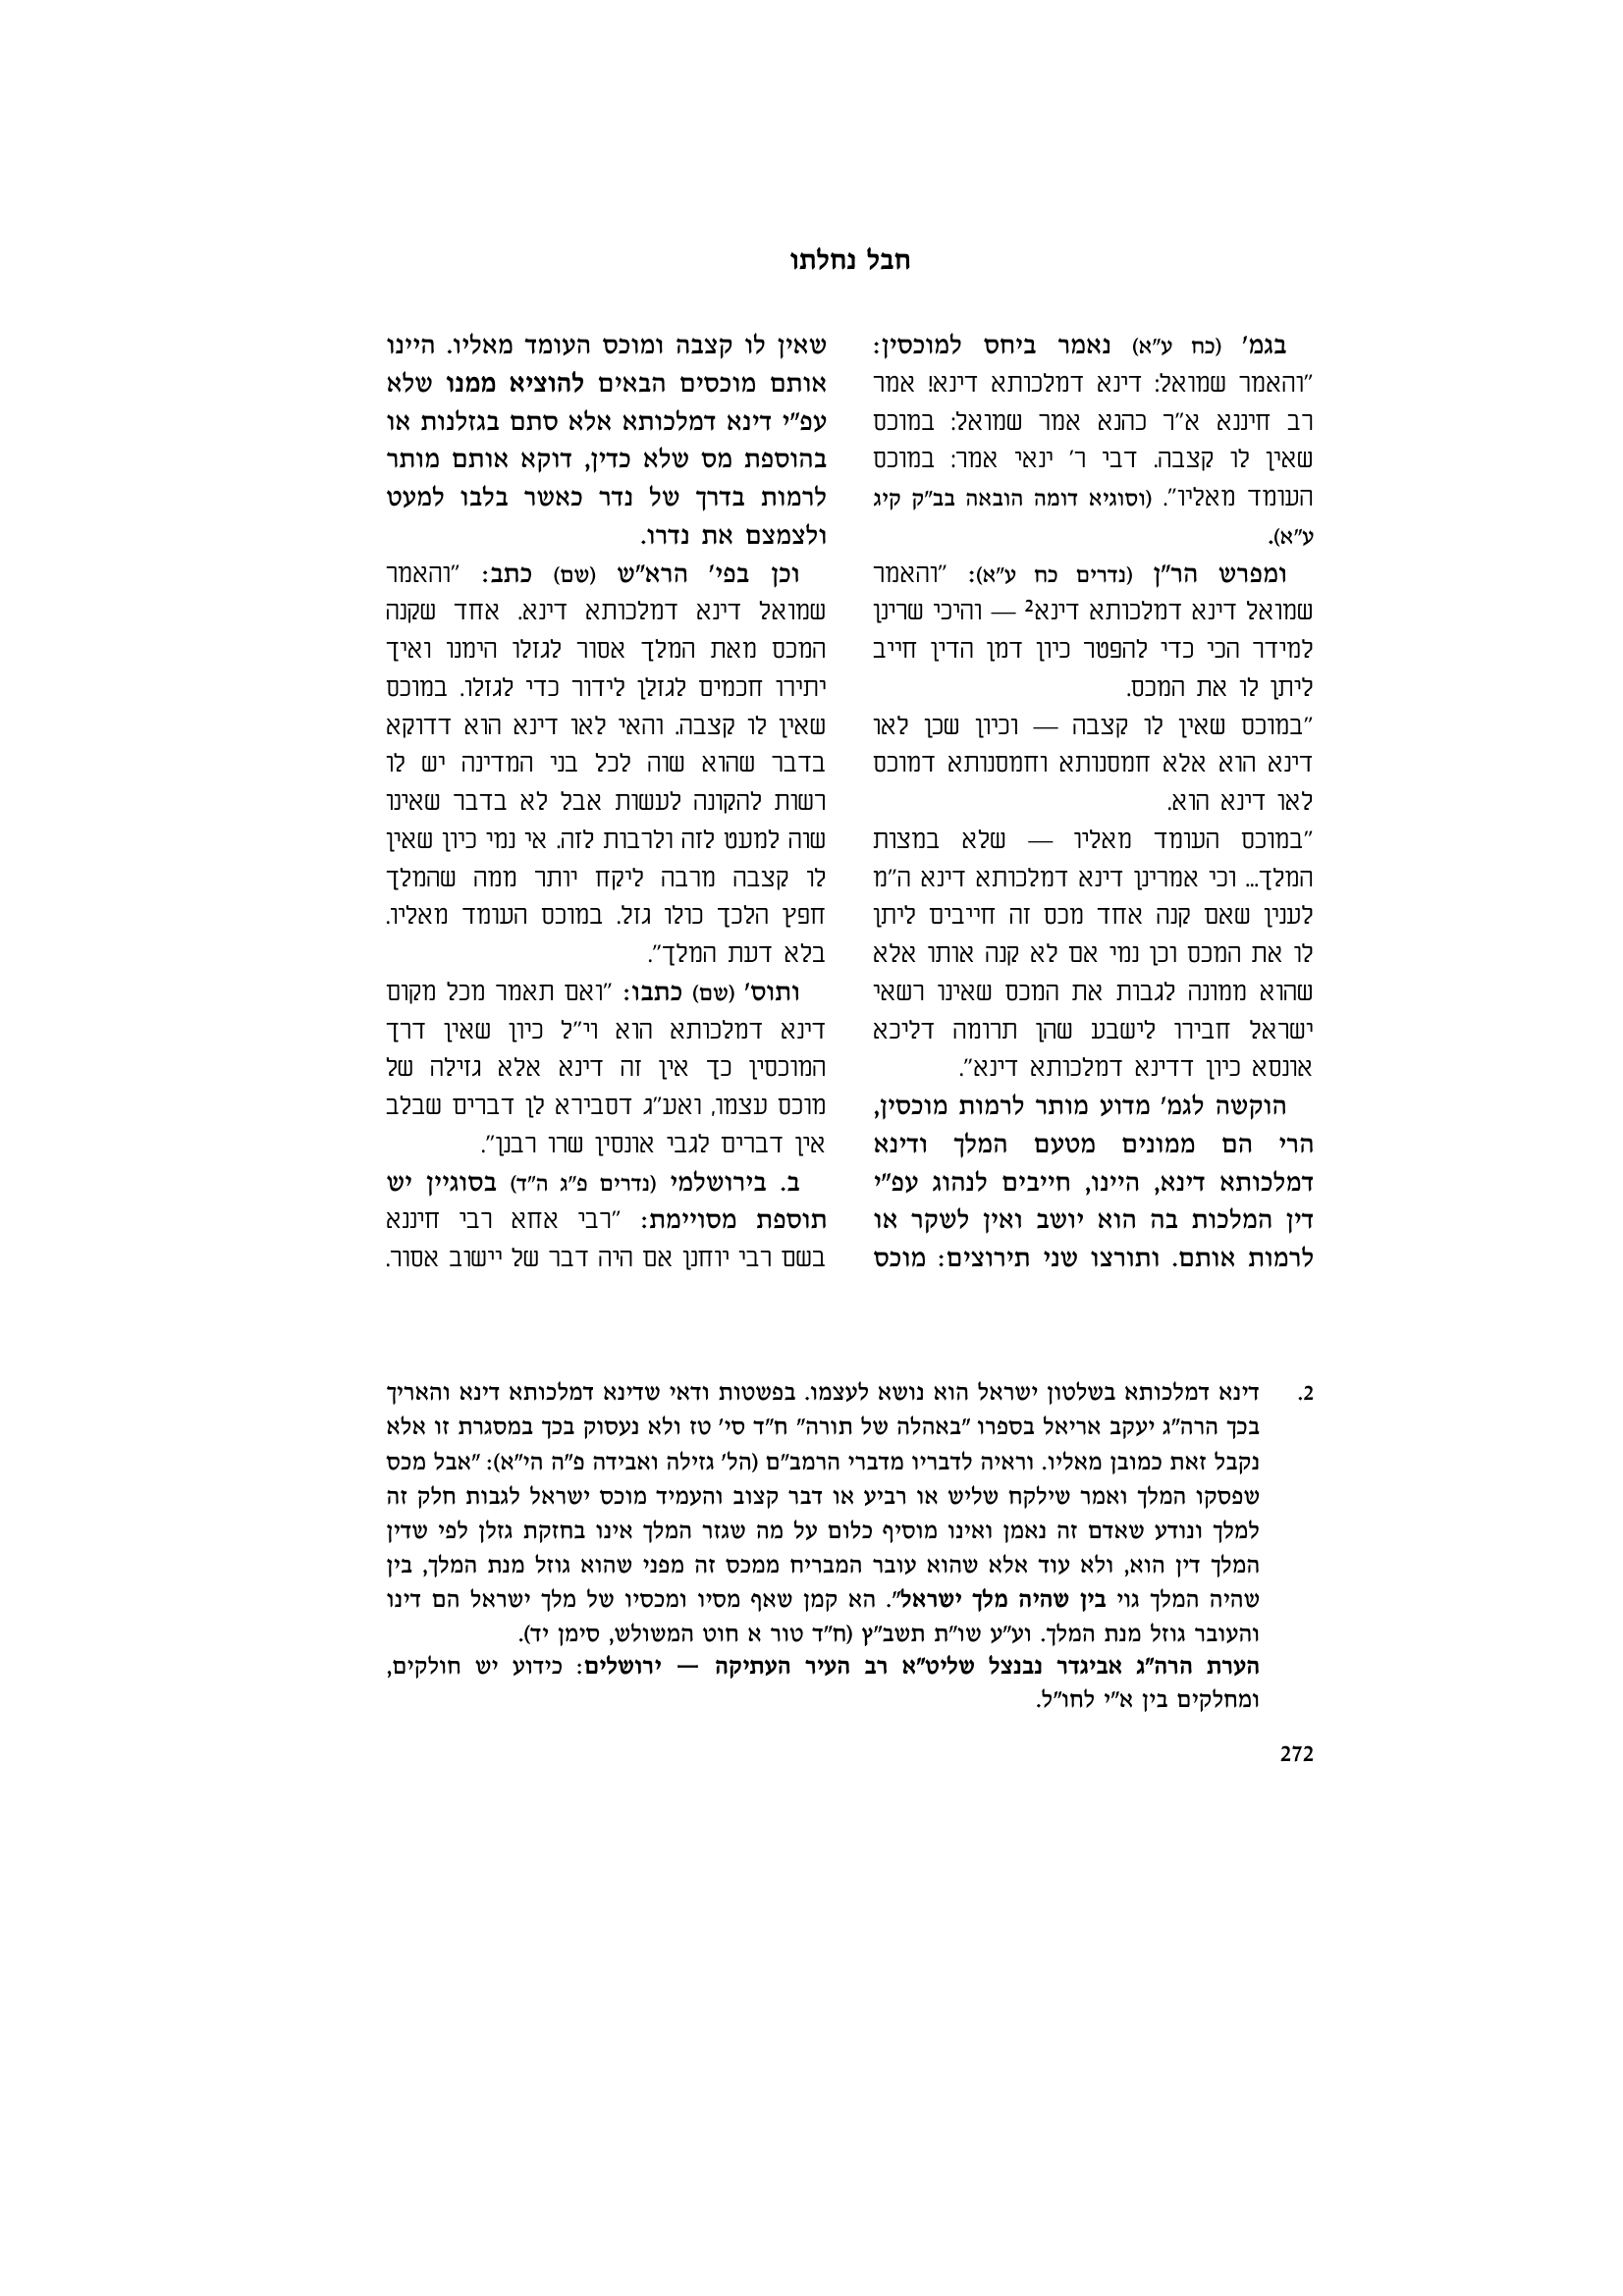 חבל נחלתו
בגמ' (כח ע"א) נאמר ביחס למוכסין:
"והאמר שמואל: דינא דמלכותא דינא! אמר
רב חיננא א"ר כהנא אמר שמואל: במוכס
שאין לו קצבה. דבי ר' ינאי אמר: במוכס
העומד מאליו". (וסוגיא דומה הובאה בב"ק קיג
ע"א).
ומפרש הר"ן (נדרים כח ע"א): "והאמר
שמואל דינא דמלכותא דינא2 — והיכי שרינן
למידר הכי כדי להפטר כיון דמן הדין חייב
ליתן לו את המכס.
"במוכס שאין לו קצבה — וכיון שכן לאו
דינא הוא אלא חמסנותא וחמסנותא דמוכס
לאו דינא הוא.
"במוכס העומד מאליו — שלא במצות
המלך... וכי אמרינן דינא דמלכותא דינא ה"מ
לענין שאם קנה אחד מכס זה חייבים ליתן
לו את המכס וכן נמי אם לא קנה אותו אלא
שהוא ממונה לגבות את המכס שאינו רשאי
ישראל חבירו לישבע שהן תרומה דליכא
אונסא כיון דדינא דמלכותא דינא".
הוקשה לגמ' מדוע מותר לרמות מוכסין,
הרי הם ממונים מטעם המלך ודינא
דמלכותא דינא, היינו, חייבים לנהוג עפ"י
דין המלכות בה הוא יושב ואין לשקר או
לרמות אותם. ותורצו שני תירוצים: מוכס
שאין לו קצבה ומוכס העומד מאליו. היינו
אותם מוכסים הבאים להוציא ממנו שלא
עפ"י דינא דמלכותא אלא סתם בגזלנות או
בהוספת מס שלא כדין, דוקא אותם מותר
לרמות בדרך של נדר כאשר בלבו למעט
ולצמצם את נדרו.
וכן בפי' הרא"ש (שם) כתב: "והאמר
שמואל דינא דמלכותא דינא. אחד שקנה
המכס מאת המלך אסור לגזלו הימנו ואיך
יתירו חכמים לגזלן לידור כדי לגזלו. במוכס
שאין לו קצבה. והאי לאו דינא הוא דדוקא
בדבר שהוא שוה לכל בני המדינה יש לו
רשות להקונה לעשות אבל לא בדבר שאינו
שוה למעט לזה ולרבות לזה. אי נמי כיון שאין
לו קצבה מרבה ליקח יותר ממה שהמלך
חפץ הלכך כולו גזל. במוכס העומד מאליו.
בלא דעת המלך".
ותוס' (שם) כתבו: "ואם תאמר מכל מקום
דינא דמלכותא הוא וי"ל כיון שאין דרך
המוכסין כך אין זה דינא אלא גזילה של
מוכס עצמו, ואע"ג דסבירא לן דברים שבלב
אין דברים לגבי אונסין שרו רבנן".
ב. בירושלמי (נדרים פ"ג ה"ד) בסוגיין יש
תוספת מסויימת: "רבי אחא רבי חיננא
בשם רבי יוחנן אם היה דבר של יישוב אסור.
2. דינא דמלכותא בשלטון ישראל הוא נושא לעצמו. בפשטות ודאי שדינא דמלכותא דינא והאריך
בכך הרה"ג יעקב אריאל בספרו "באהלה של תורה" ח"ד סי' טז ולא נעסוק בכך במסגרת זו אלא
נקבל זאת כמובן מאליו. וראיה לדבריו מדברי הרמב"ם (הל' גזילה ואבידה פ"ה הי"א): "אבל מכס
שפסקו המלך ואמר שילקח שליש או רביע או דבר קצוב והעמיד מוכס ישראל לגבות חלק זה
למלך ונודע שאדם זה נאמן ואינו מוסיף כלום על מה שגזר המלך אינו בחזקת גזלן לפי שדין
המלך דין הוא, ולא עוד אלא שהוא עובר המבריח ממכס זה מפני שהוא גוזל מנת המלך, בין
שהיה המלך גוי בין שהיה מלך ישראל". הא קמן שאף מסיו ומכסיו של מלך ישראל הם דינו
והעובר גוזל מנת המלך. וע"ע שו"ת תשב"ץ (ח"ד טור א חוט המשולש, סימן יד).
הערת הרה"ג אביגדר נבנצל שליט"א רב העיר העתיקה — ירושלים: כידוע יש חולקים,
ומחלקים בין א"י לחו"ל.
272